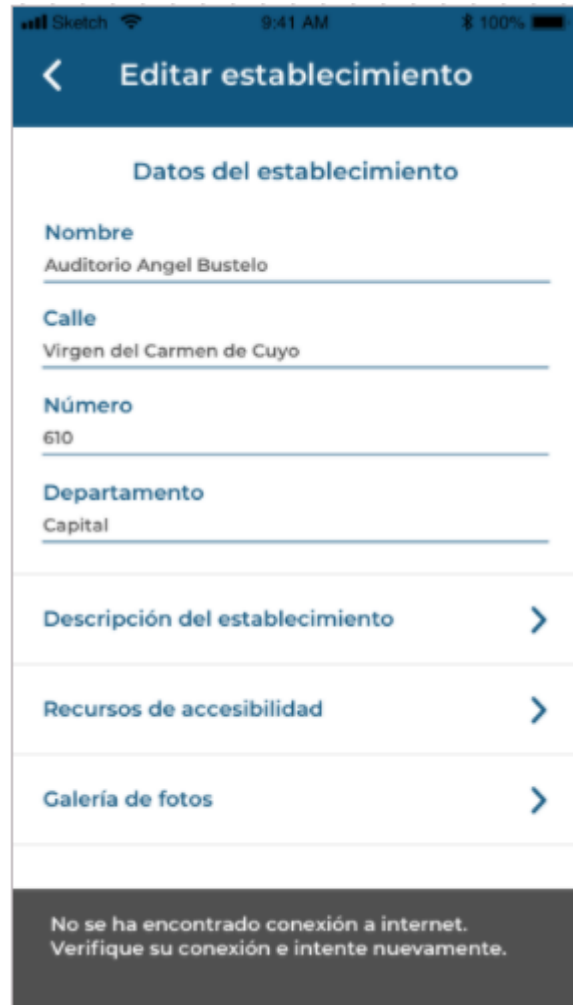 Sketch 9:41 AM 100%
Editar establecimiento
Datos del establecimiento
Nombre
Auditorio Angel Bustelo
Calle
Virgen del Carmen de Cuyo
Número
610
Departamento
Capital
Descripción del establecimiento
Recursos de accesibilidad
Galería de fotos
No se ha encontrado conexión a internet.
Verifique su conexión e intente nuevamente.